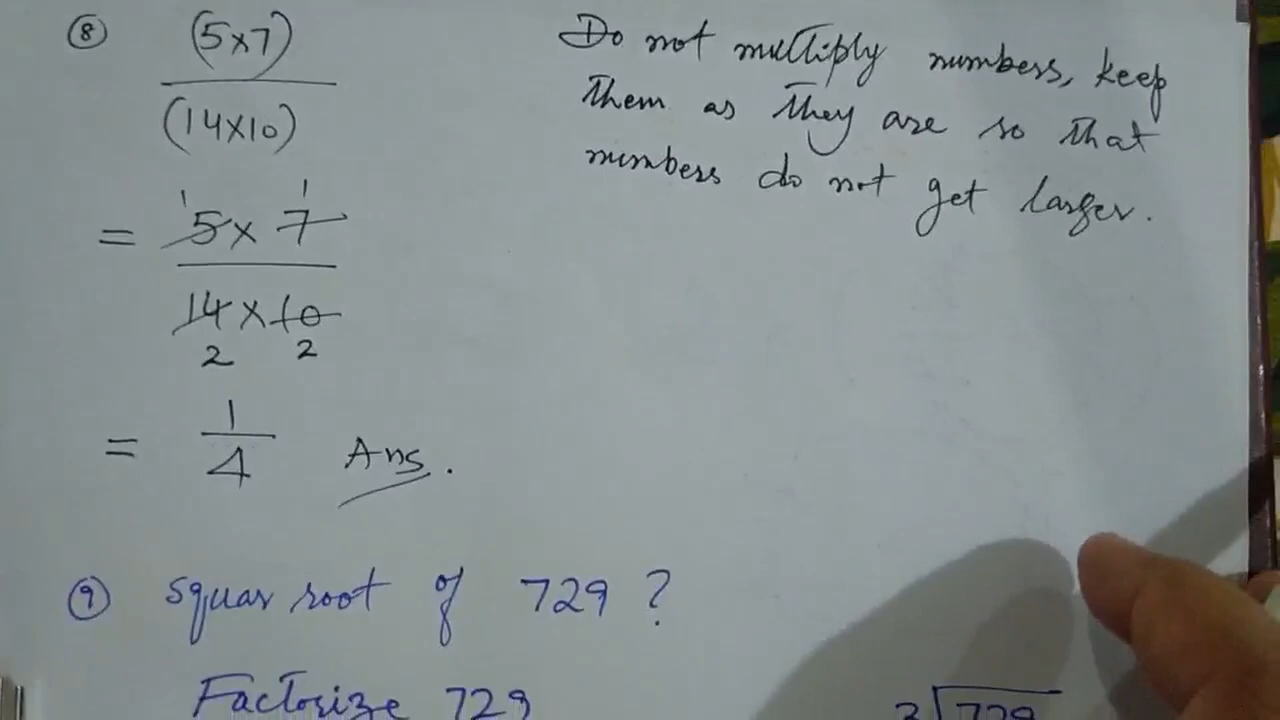 ⑧ (5×7)
(14×10)
Do not multiply numbers, keep
them as they are so that
numbers do not get larger.
1 1
= 5 × 7
14 × 10
2 2
= 1
4 Ans.
⑨ squar root of 729 ?
Factorize 729
3 729